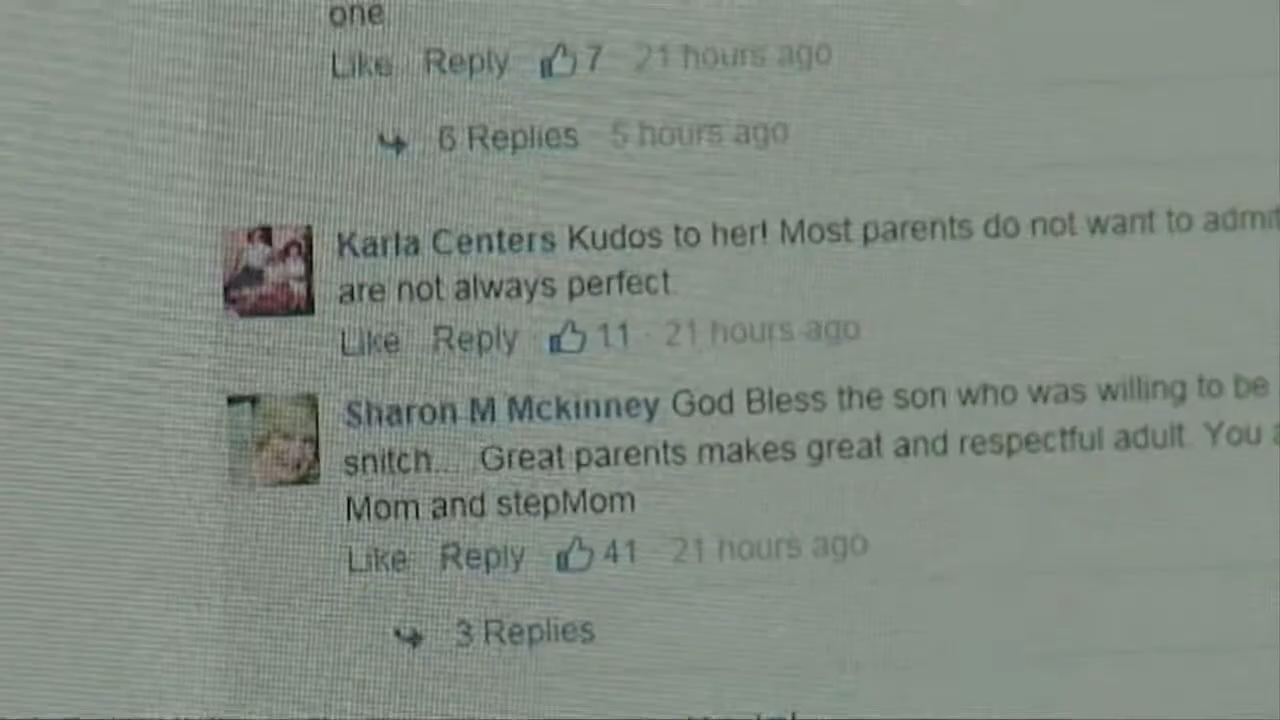 one
Like Reply 7 21 hours ago
6 Replies 5 hours ago
Karla Centers Kudos to her! Most parents do not want to admit
are not always perfect.
Like Reply 11 · 21 hours ago
Sharon M Mckinney God Bless the son who was willing to be
snitch... Great parents makes great and respectful adult. You
Mom and stepMom
Like Reply 41 · 21 hours ago
3 Replies